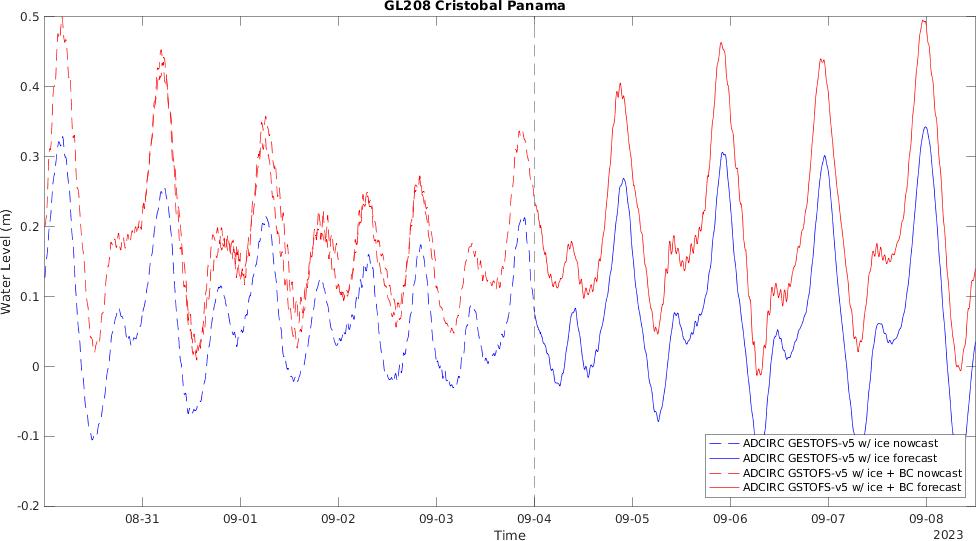 GL208 Cristobal Panama
0.5
0.4
0.3
0.2
0.1
0
-0.1
-0.2
Water Level (m)
ADCIRC GESTOFS-v5 w/ ice nowcast
ADCIRC GESTOFS-v5 w/ ice forecast
ADCIRC GSTOFS-v5 w/ ice + BC nowcast
ADCIRC GSTOFS-v5 w/ ice + BC forecast
08-31 09-01 09-02 09-03 09-04 09-05 09-06 09-07 09-08
Time
2023